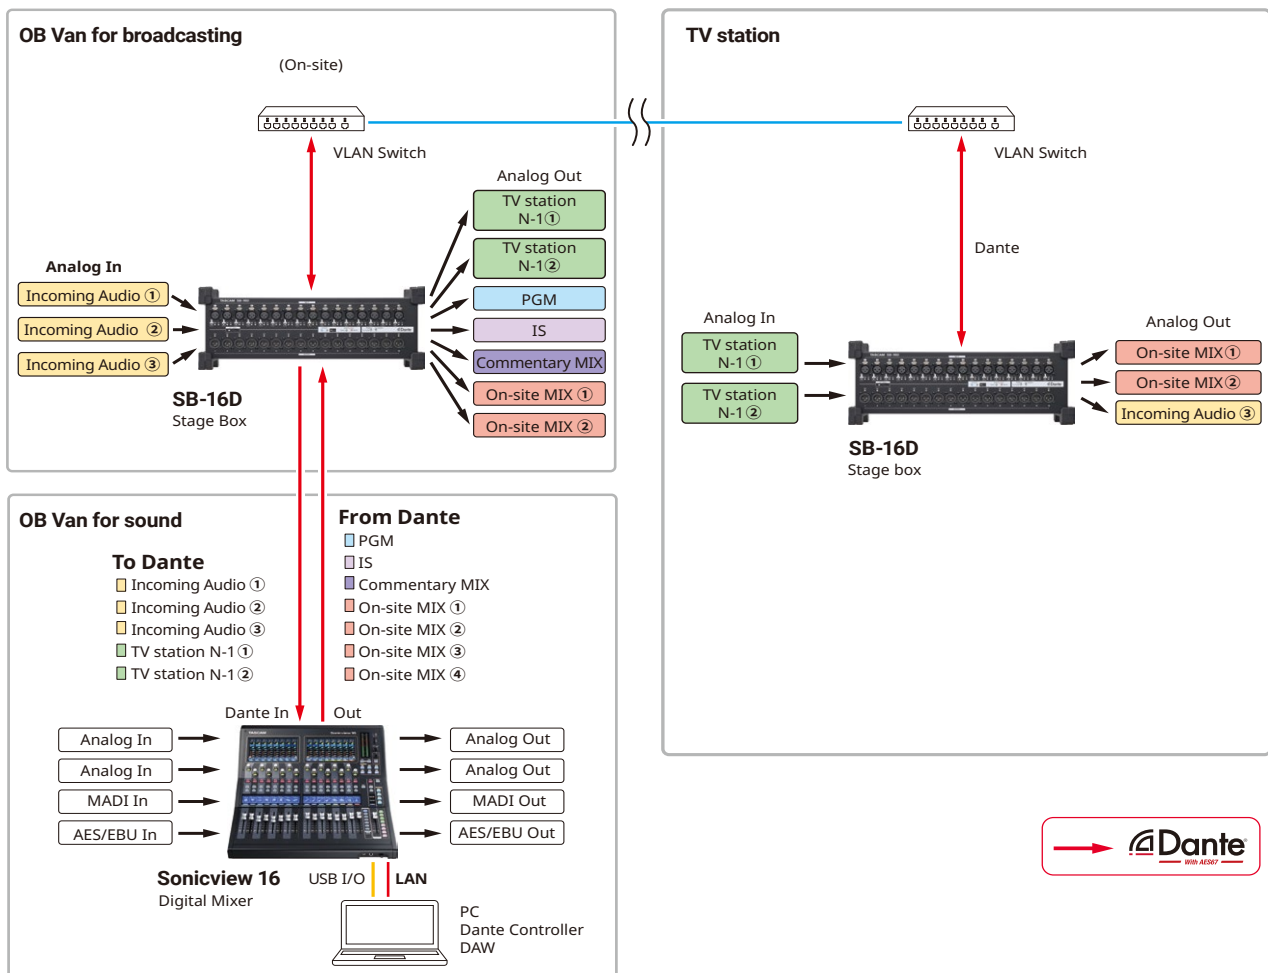 OB Van for broadcasting
(On-site)
VLAN Switch
Analog Out
TV station
N-1①
TV station
N-1②
PGM
IS
Commentary MIX
On-site MIX ①
On-site MIX ②
Analog In
Incoming Audio ①
Incoming Audio ②
Incoming Audio ③
SB-16D
Stage Box
TV station
VLAN Switch
Dante
Analog In
TV station
N-1①
TV station
N-1②
Analog Out
On-site MIX①
On-site MIX②
Incoming Audio ③
SB-16D
Stage box
OB Van for sound
To Dante
Incoming Audio ①
Incoming Audio ②
Incoming Audio ③
TV station N-1①
TV station N-1②
From Dante
PGM
IS
Commentary MIX
On-site MIX ①
On-site MIX ②
On-site MIX ③
On-site MIX ④
Dante In
Out
Analog In
Analog In
MADI In
AES/EBU In
Analog Out
Analog Out
MADI Out
AES/EBU Out
Sonicview 16
Digital Mixer
USB I/O
LAN
PC
Dante Controller
DAW
Dante
With AES67